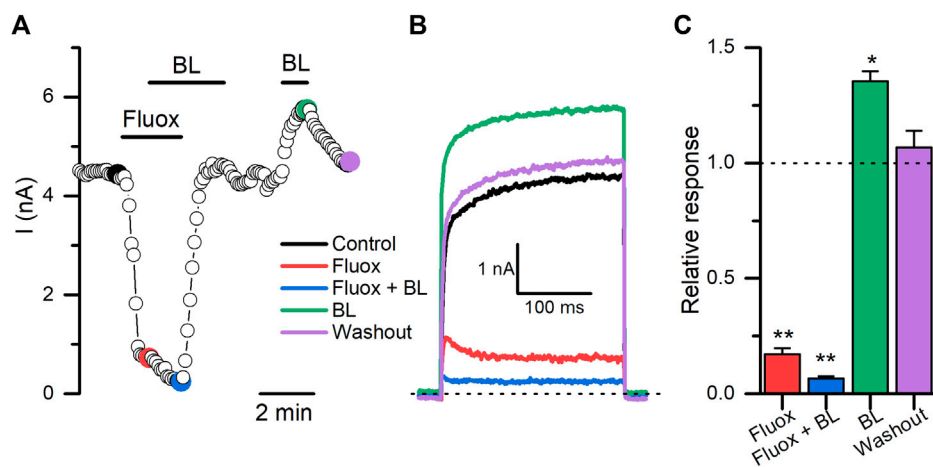 A
BL
BL
Fluox
I (nA)
6
4
2
0
2 min
Control
Fluox
Fluox + BL
BL
Washout
B
1 nA
100 ms
C
Relative response
1.5
1.0
0.5
0.0
**
**
*
Fluox
Fluox + BL
BL
Washout